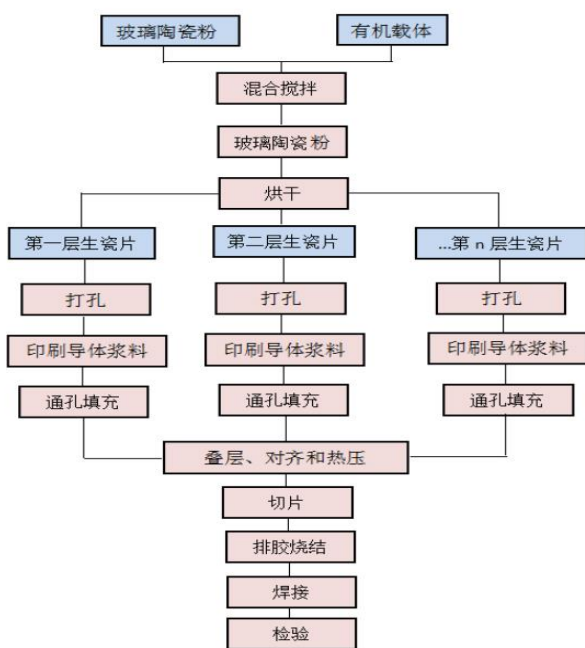 玻璃陶瓷粉 有机载体
混合搅拌
玻璃陶瓷粉
烘干
第一层生瓷片 第二层生瓷片 ...第 n 层生瓷片
打孔 打孔 打孔
印刷导体浆料 印刷导体浆料 印刷导体浆料
通孔填充 通孔填充 通孔填充
叠层、对齐和热压
切片
排胶烧结
焊接
检验